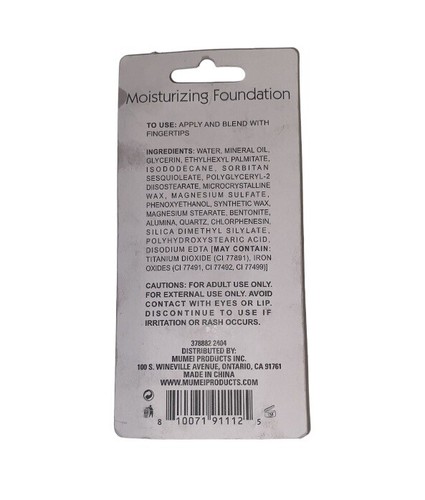 Moisturizing Foundation
TO USE: APPLY AND BLEND WITH
FINGERTIPS
INGREDIENTS: WATER, MINERAL OIL,
GLYCERIN, ETHYLHEXYL PALMITATE,
ISODODECANE, SORBITAN
SESQUIOLEATE, POLYGLYCERYL-2
DIISOSTEARATE, MICROCRYSTALLINE
WAX, MAGNESIUM SULFATE,
PHENOXYETHANOL, SYNTHETIC WAX,
MAGNESIUM STEARATE, BENTONITE,
ALUMINA, QUARTZ, CHLORPHENESIN,
SILICA DIMETHYL SILYLATE,
POLYHYDROXYSTEARIC ACID,
DISODIUM EDTA [MAY CONTAIN:
TITANIUM DIOXIDE (CI 77891), IRON
OXIDES (CI 77491, CI 77492, CI 77499)]
CAUTIONS: FOR ADULT USE ONLY.
FOR EXTERNAL USE ONLY. AVOID
CONTACT WITH EYES OR LIP.
DISCONTINUE TO USE IF
IRRITATION OR RASH OCCURS.
378882 2404
DISTRIBUTED BY:
MUMEI PRODUCTS INC.
100 S. WINEVILLE AVENUE, ONTARIO, CA 91761
MADE IN CHINA
WWW.MUMEIPRODUCTS.COM
8 10071 91112 5